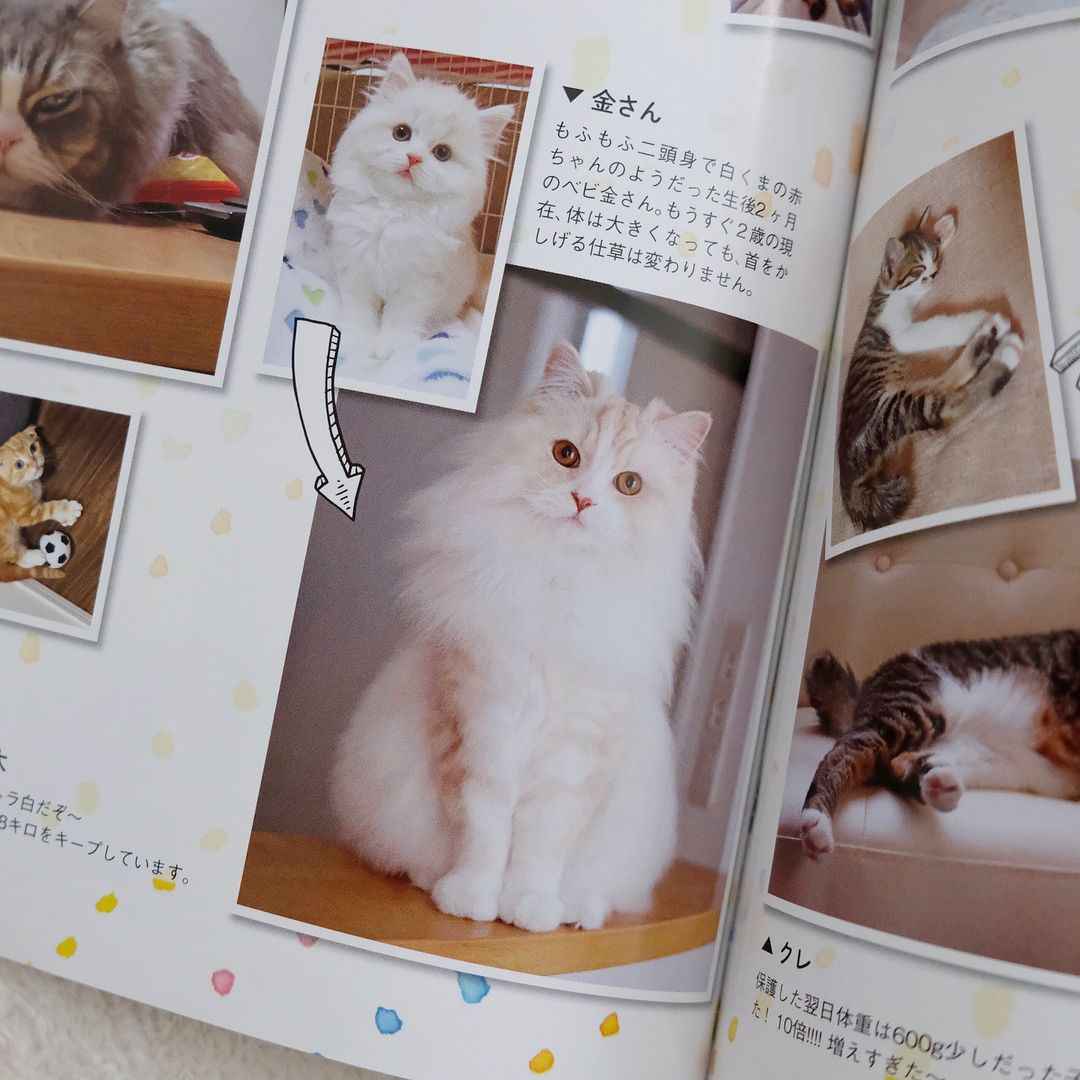 ▼金さん
もふもふ二頭身で白くまの赤
ちゃんのようだった生後2ヶ月
のベビ金さん。もうすぐ2歳の現
在、体は大きくなっても、首をか
しげる仕草は変わりません。
ラ白だぞ～
8キロをキープしています。
▲クレ
保護した翌日体重は600g少しだった
た！10倍!!!! 増えすぎた～